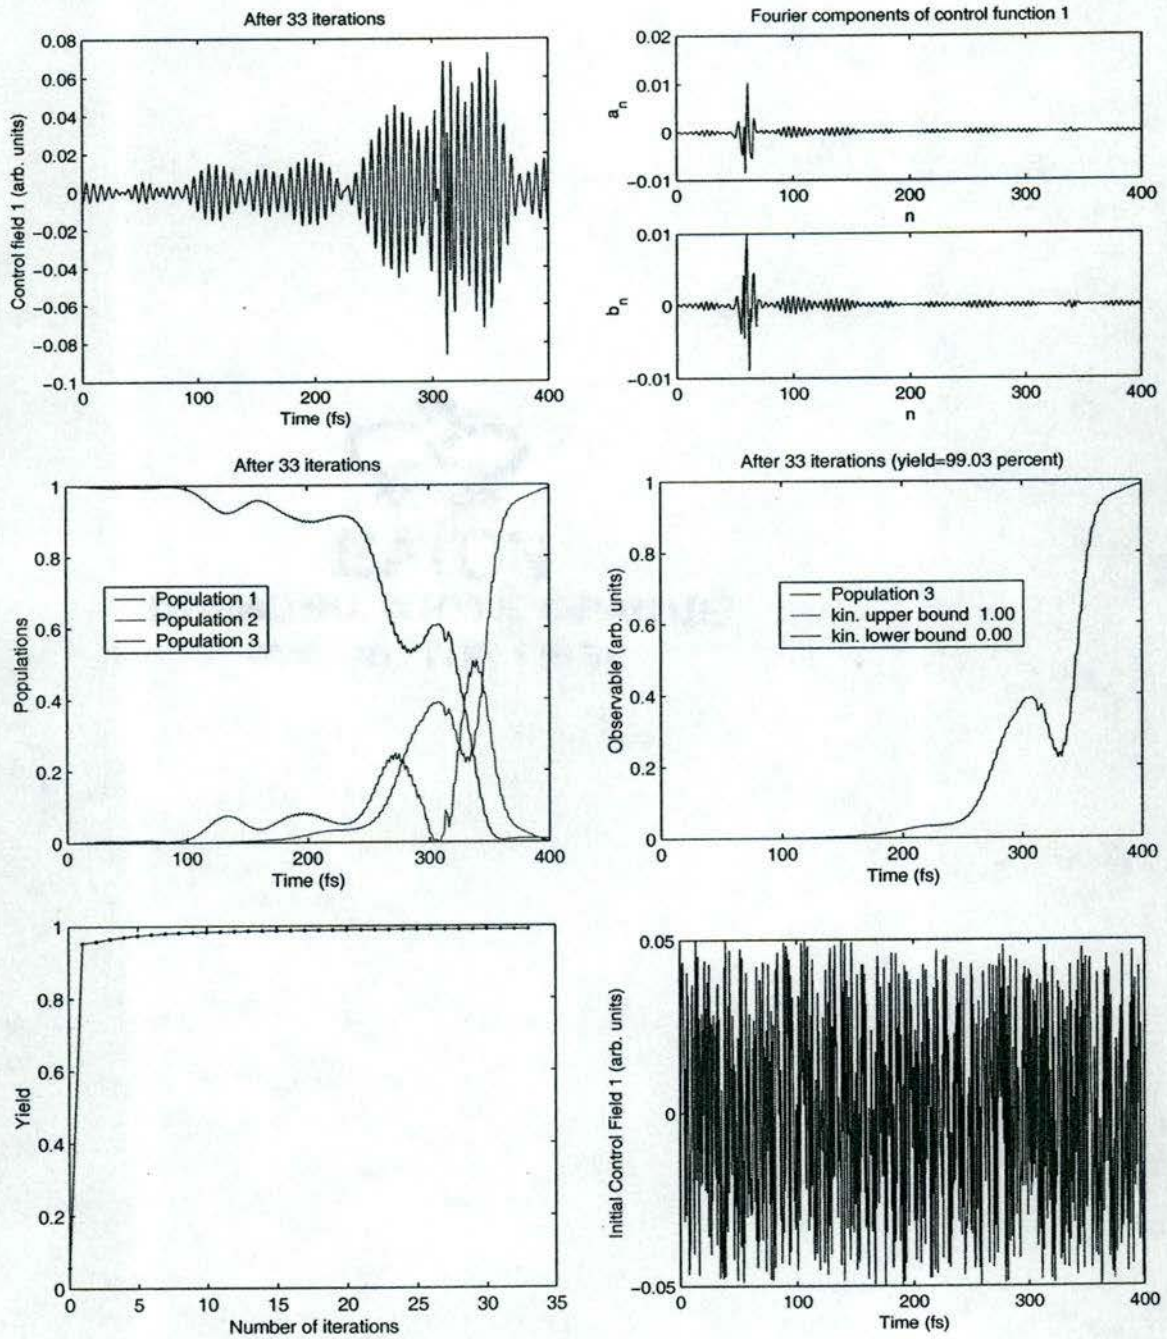 After 33 iterations
Control field 1 (arb. units)
0.08
0.06
0.04
0.02
0
−0.02
−0.04
−0.06
−0.08
−0.1
0 100 200 300 400
Time (fs)
Fourier components of control function 1
a_n
0.02
0.01
0
−0.01
0 100 200 300 400
n
b_n
0.01
0
−0.01
0 100 200 300 400
n
After 33 iterations
Populations
1
0.8
0.6
0.4
0.2
0
Population 1
Population 2
Population 3
0 100 200 300 400
Time (fs)
After 33 iterations (yield=99.03 percent)
Observable (arb. units)
1
0.8
0.6
0.4
0.2
0
Population 3
kin. upper bound 1.00
kin. lower bound 0.00
0 100 200 300 400
Time (fs)
Yield
1
0.8
0.6
0.4
0.2
0
0 5 10 15 20 25 30 35
Number of iterations
Initial Control Field 1 (arb. units)
0.05
0
−0.05
0 100 200 300 400
Time (fs)